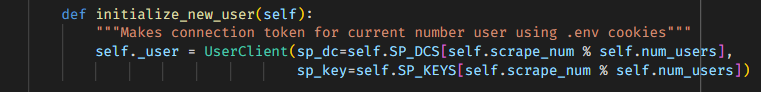 def initialize_new_user(self):
"""Makes connection token for current number user using .env cookies"""
self._user = UserClient(sp_dc=self.SP_DCS[self.scrape_num % self.num_users],
sp_key=self.SP_KEYS[self.scrape_num % self.num_users])